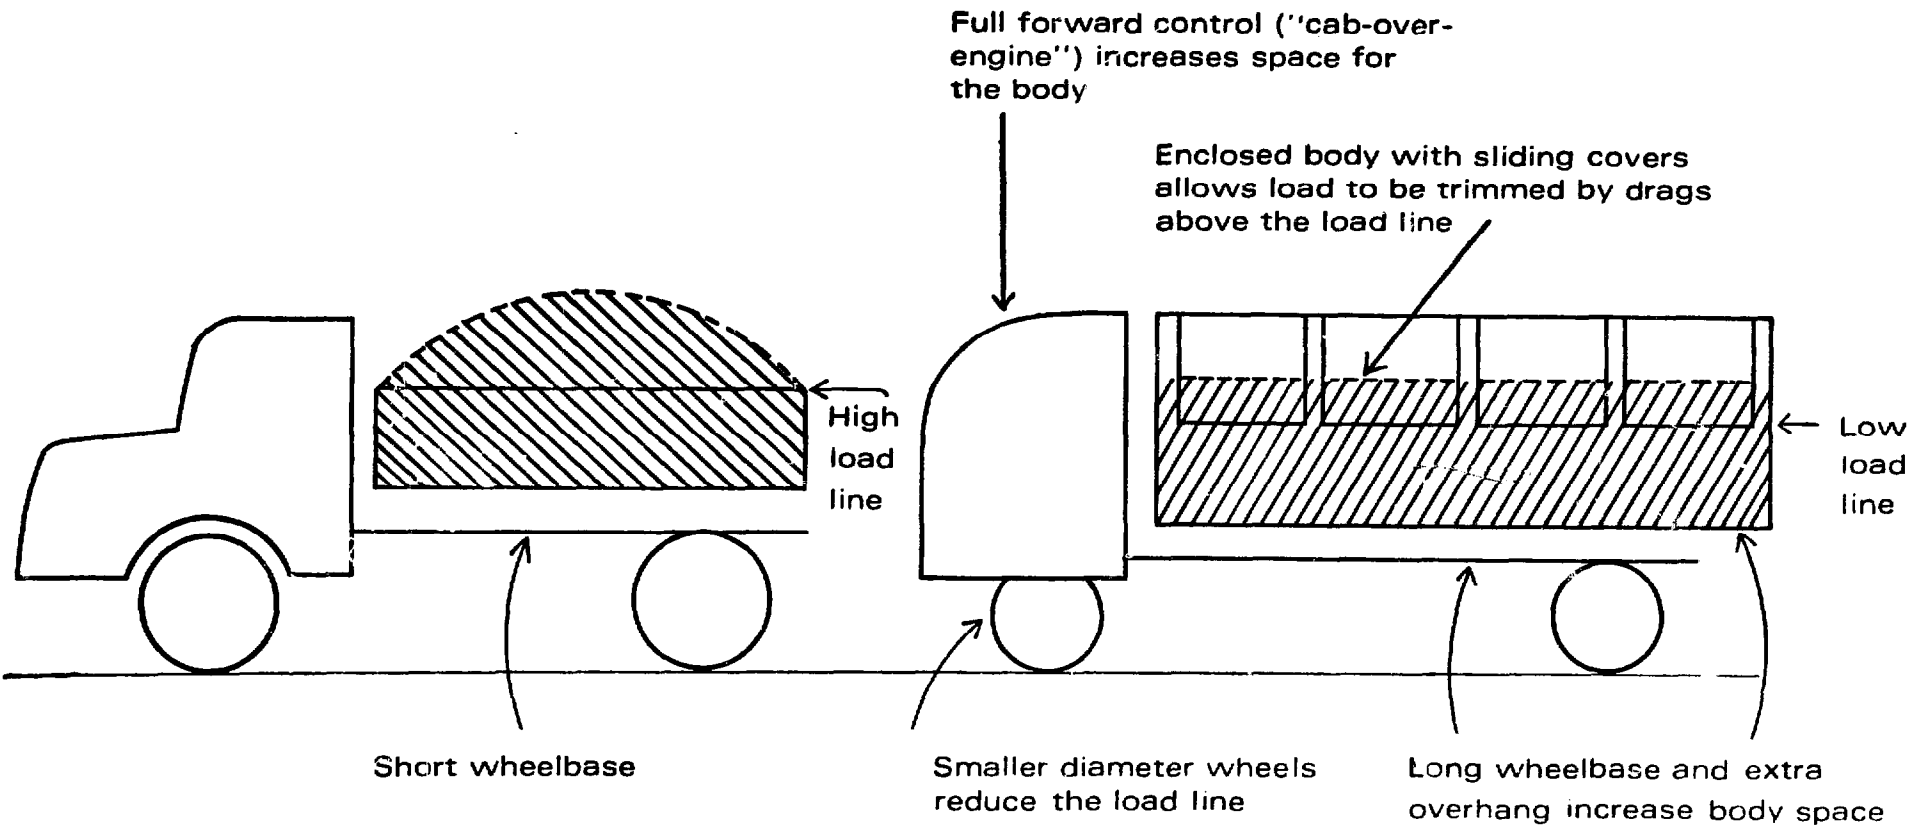 Full forward control ("cab-over-
engine") increases space for
the body
Enclosed body with sliding covers
allows load to be trimmed by drags
above the load line
High
load
line
Low
load
line
Short wheelbase
Smaller diameter wheels
reduce the load line
Long wheelbase and extra
overhang increase body space